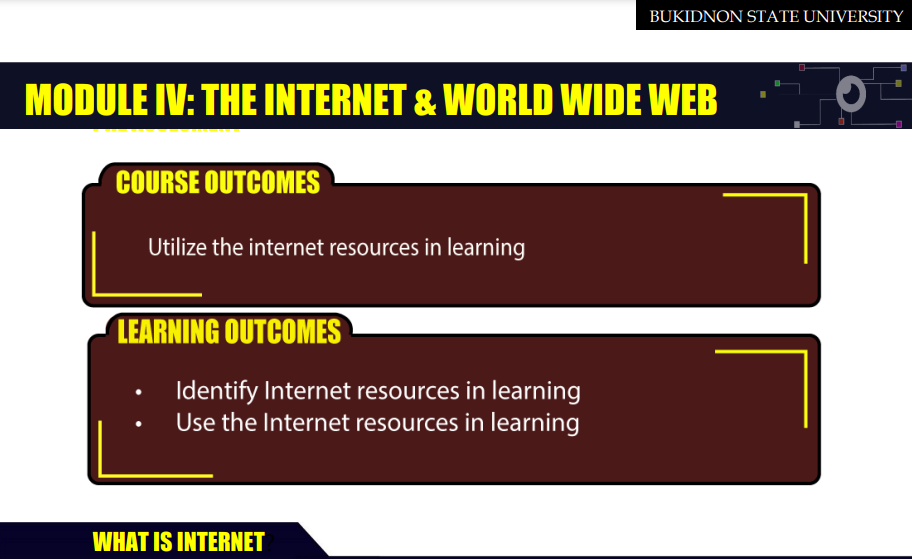 BUKIDNON STATE UNIVERSITY
MODULE IV: THE INTERNET & WORLD WIDE WEB
COURSE OUTCOMES
Utilize the internet resources in learning
LEARNING OUTCOMES
• Identify Internet resources in learning
• Use the Internet resources in learning
WHAT IS INTERNET